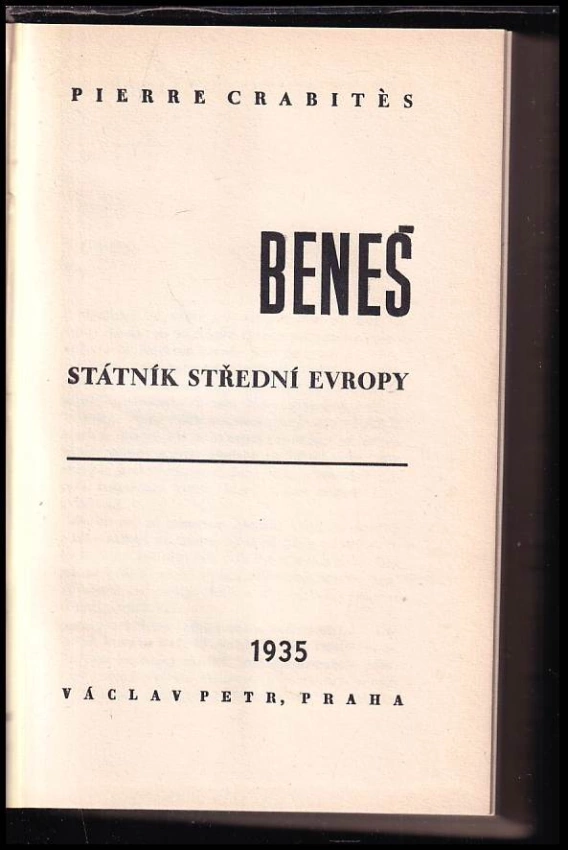 PIERRE CRABITÈS
BENEŠ
STÁTNÍK STŘEDNÍ EVROPY
1935
VÁCLAV PETR, PRAHA